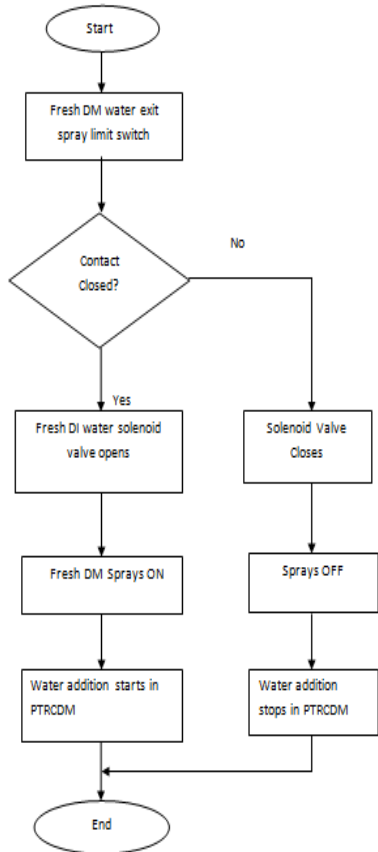 Start
Fresh DM water exit
spray limit switch
Contact
Closed?
No
Yes
Fresh DI water solenoid
valve opens
Solenoid Valve
Closes
Fresh DM Sprays ON
Sprays OFF
Water addition starts in
PTRCDM
Water addition
stops in PTRCDM
End